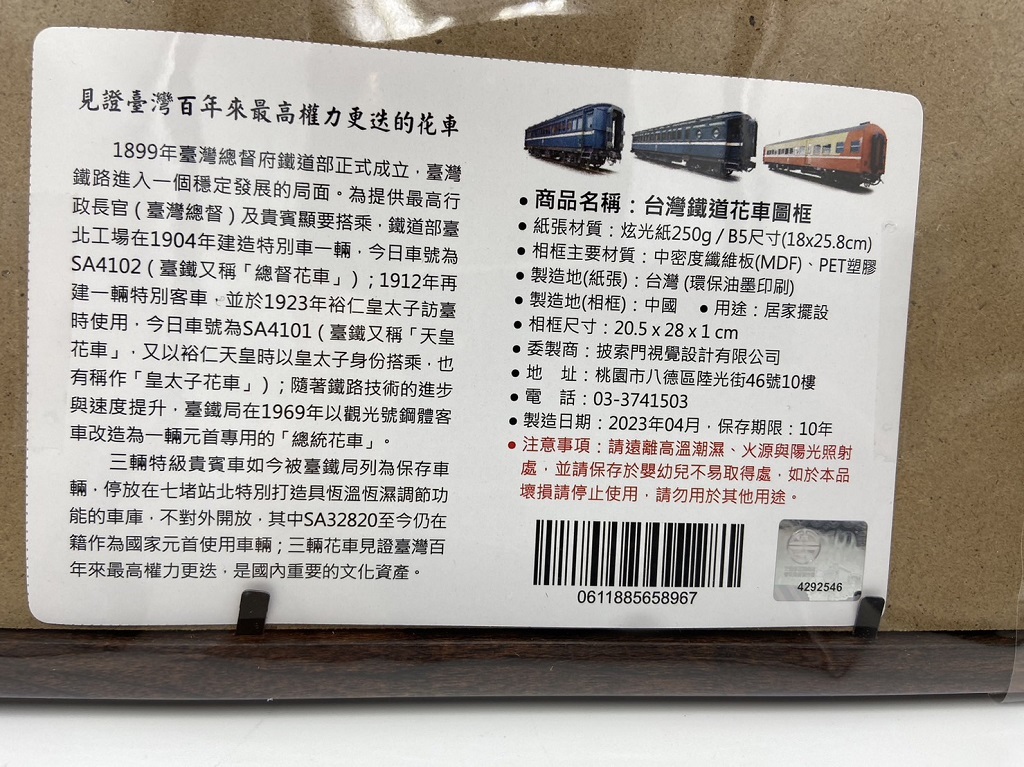 見證臺灣百年來最高權力更迭的花車
1899年臺灣總督府鐵道部正式成立，臺灣
鐵路進入一個穩定發展的局面。為提供最高行
政長官（臺灣總督）及貴賓顯要搭乘，鐵道部臺
北工場在1904年建造特別車一輛，今日車號為
SA4102（臺鐵又稱「總督花車」）；1912年再
建一輛特別客車，並於1923年裕仁皇太子訪臺
時使用，今日車號為SA4101（臺鐵又稱「天皇
花車」，又以裕仁天皇時以皇太子身份搭乘，也
有稱作「皇太子花車」）；隨著鐵路技術的進步
與速度提升，臺鐵局在1969年以觀光號鋼體客
車改造為一輛元首專用的「總統花車」。
三輛特級貴賓車如今被臺鐵局列為保存車
輛，停放在七堵站北特別打造具恆溫恆濕調節功
能的車庫，不對外開放，其中SA32820至今仍在
籍作為國家元首使用車輛；三輛花車見證臺灣百
年來最高權力更迭，是國內重要的文化資產。
• 商品名稱：台灣鐵道花車圖框
• 紙張材質：炫光紙250g / B5尺寸(18x25.8cm)
• 相框主要材質：中密度纖維板(MDF)、PET塑膠
• 製造地(紙張)：台灣 (環保油墨印刷)
• 製造地(相框)：中國 • 用途：居家擺設
• 相框尺寸：20.5 x 28 x 1 cm
• 委製商：披索門視覺設計有限公司
• 地 址：桃園市八德區陸光街46號10樓
• 電 話：03-3741503
• 製造日期：2023年04月，保存期限：10年
• 注意事項：請遠離高溫潮濕、火源與陽光照射
處，並請保存於嬰幼兒不易取得處，如於本品
壞損請停止使用，請勿用於其他用途。
0611885658967
4292546